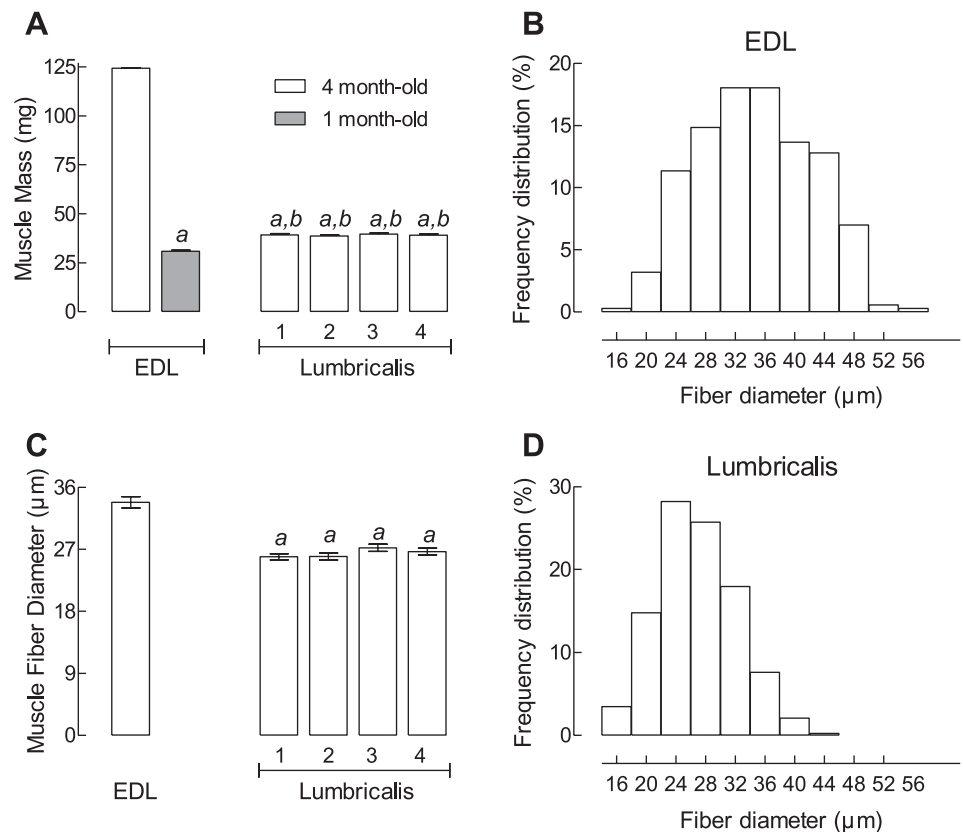 A
Muscle Mass (mg)
125
100
75
50
25
0
4 month-old
1 month-old
a
a,b a,b a,b a,b
1 2 3 4
EDL Lumbricalis
B
EDL
Frequency distribution (%)
20
15
10
5
0
16 20 24 28 32 36 40 44 48 52 56
Fiber diameter (µm)
C
Muscle Fiber Diameter (µm)
36
27
18
9
0
a a a a
1 2 3 4
EDL Lumbricalis
D
Lumbricalis
Frequency distribution (%)
30
20
10
0
16 20 24 28 32 36 40 44 48 52 56
Fiber diameter (µm)